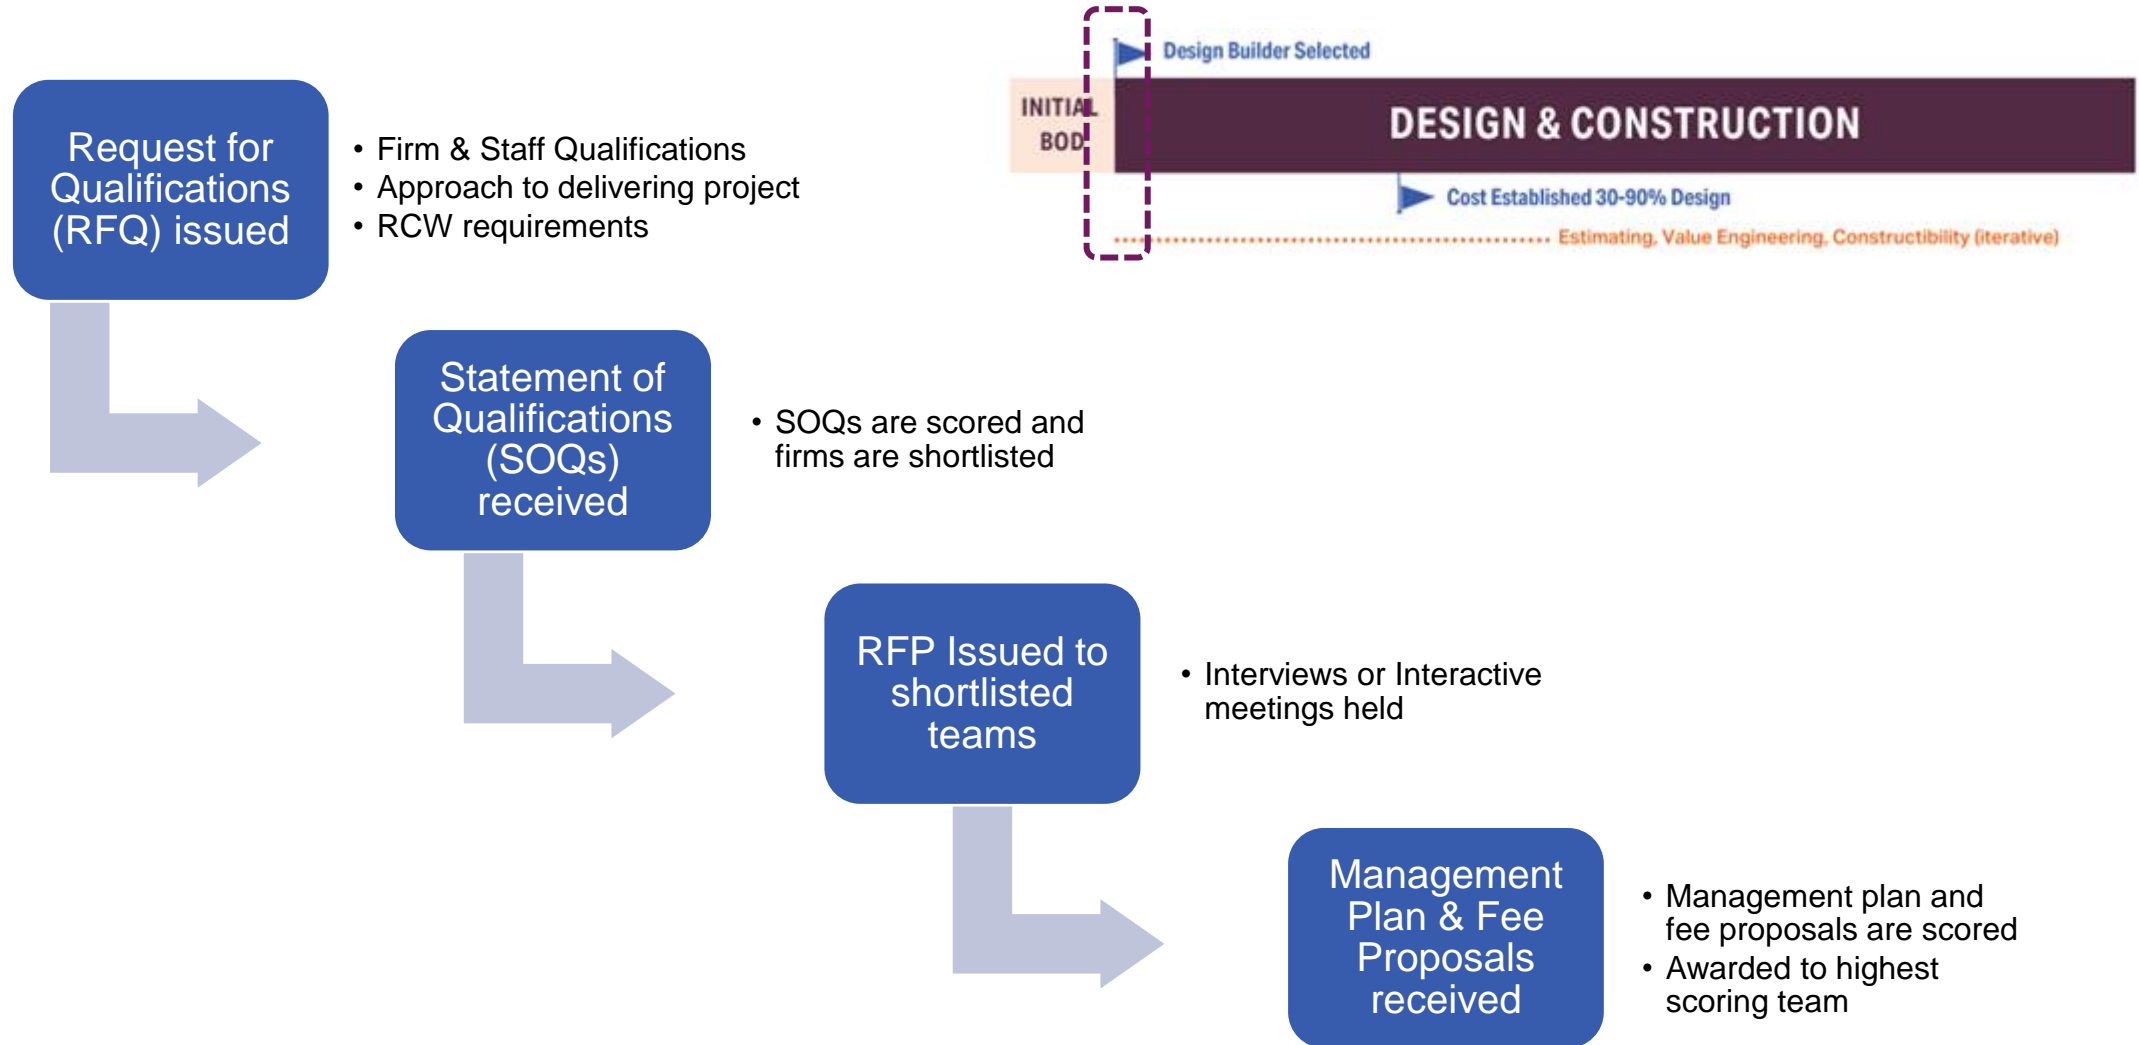 Design Builder Selected
INITIAL
BOD
DESIGN & CONSTRUCTION
Cost Established 30-90% Design
Estimating, Value Engineering, Constructibility (iterative)
Request for
Qualifications
(RFQ) issued
• Firm & Staff Qualifications
• Approach to delivering project
• RCW requirements
Statement of
Qualifications
(SOQs)
received
• SOQs are scored and
firms are shortlisted
RFP Issued to
shortlisted
teams
• Interviews or Interactive
meetings held
Management
Plan & Fee
Proposals
received
• Management plan and
fee proposals are scored
• Awarded to highest
scoring team